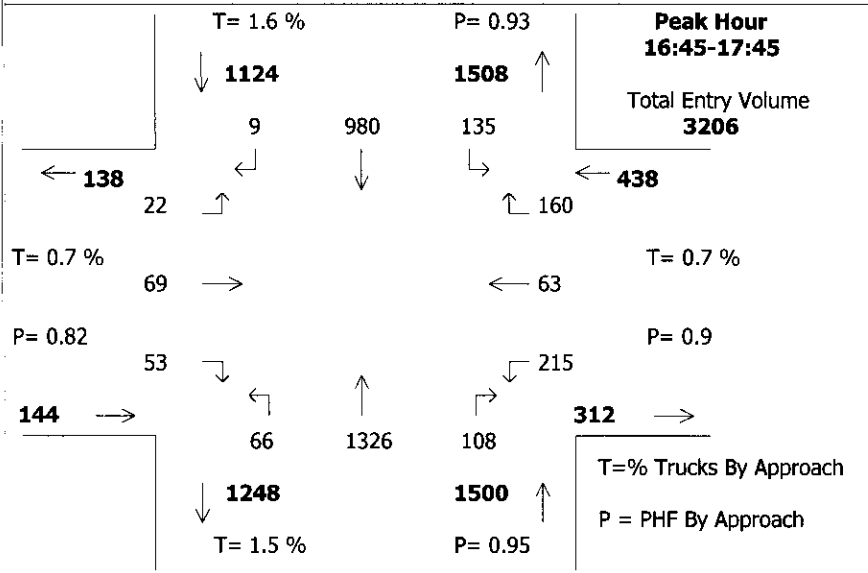 T= 1.6 %
P= 0.93
Peak Hour
16:45-17:45
1124
1508
Total Entry Volume
3206
9
980
135
138
438
22
160
T= 0.7 %
T= 0.7 %
69
63
P= 0.82
P= 0.9
53
215
144
312
66
1326
108
T=% Trucks By Approach
1248
1500
P = PHF By Approach
T= 1.5 %
P= 0.95